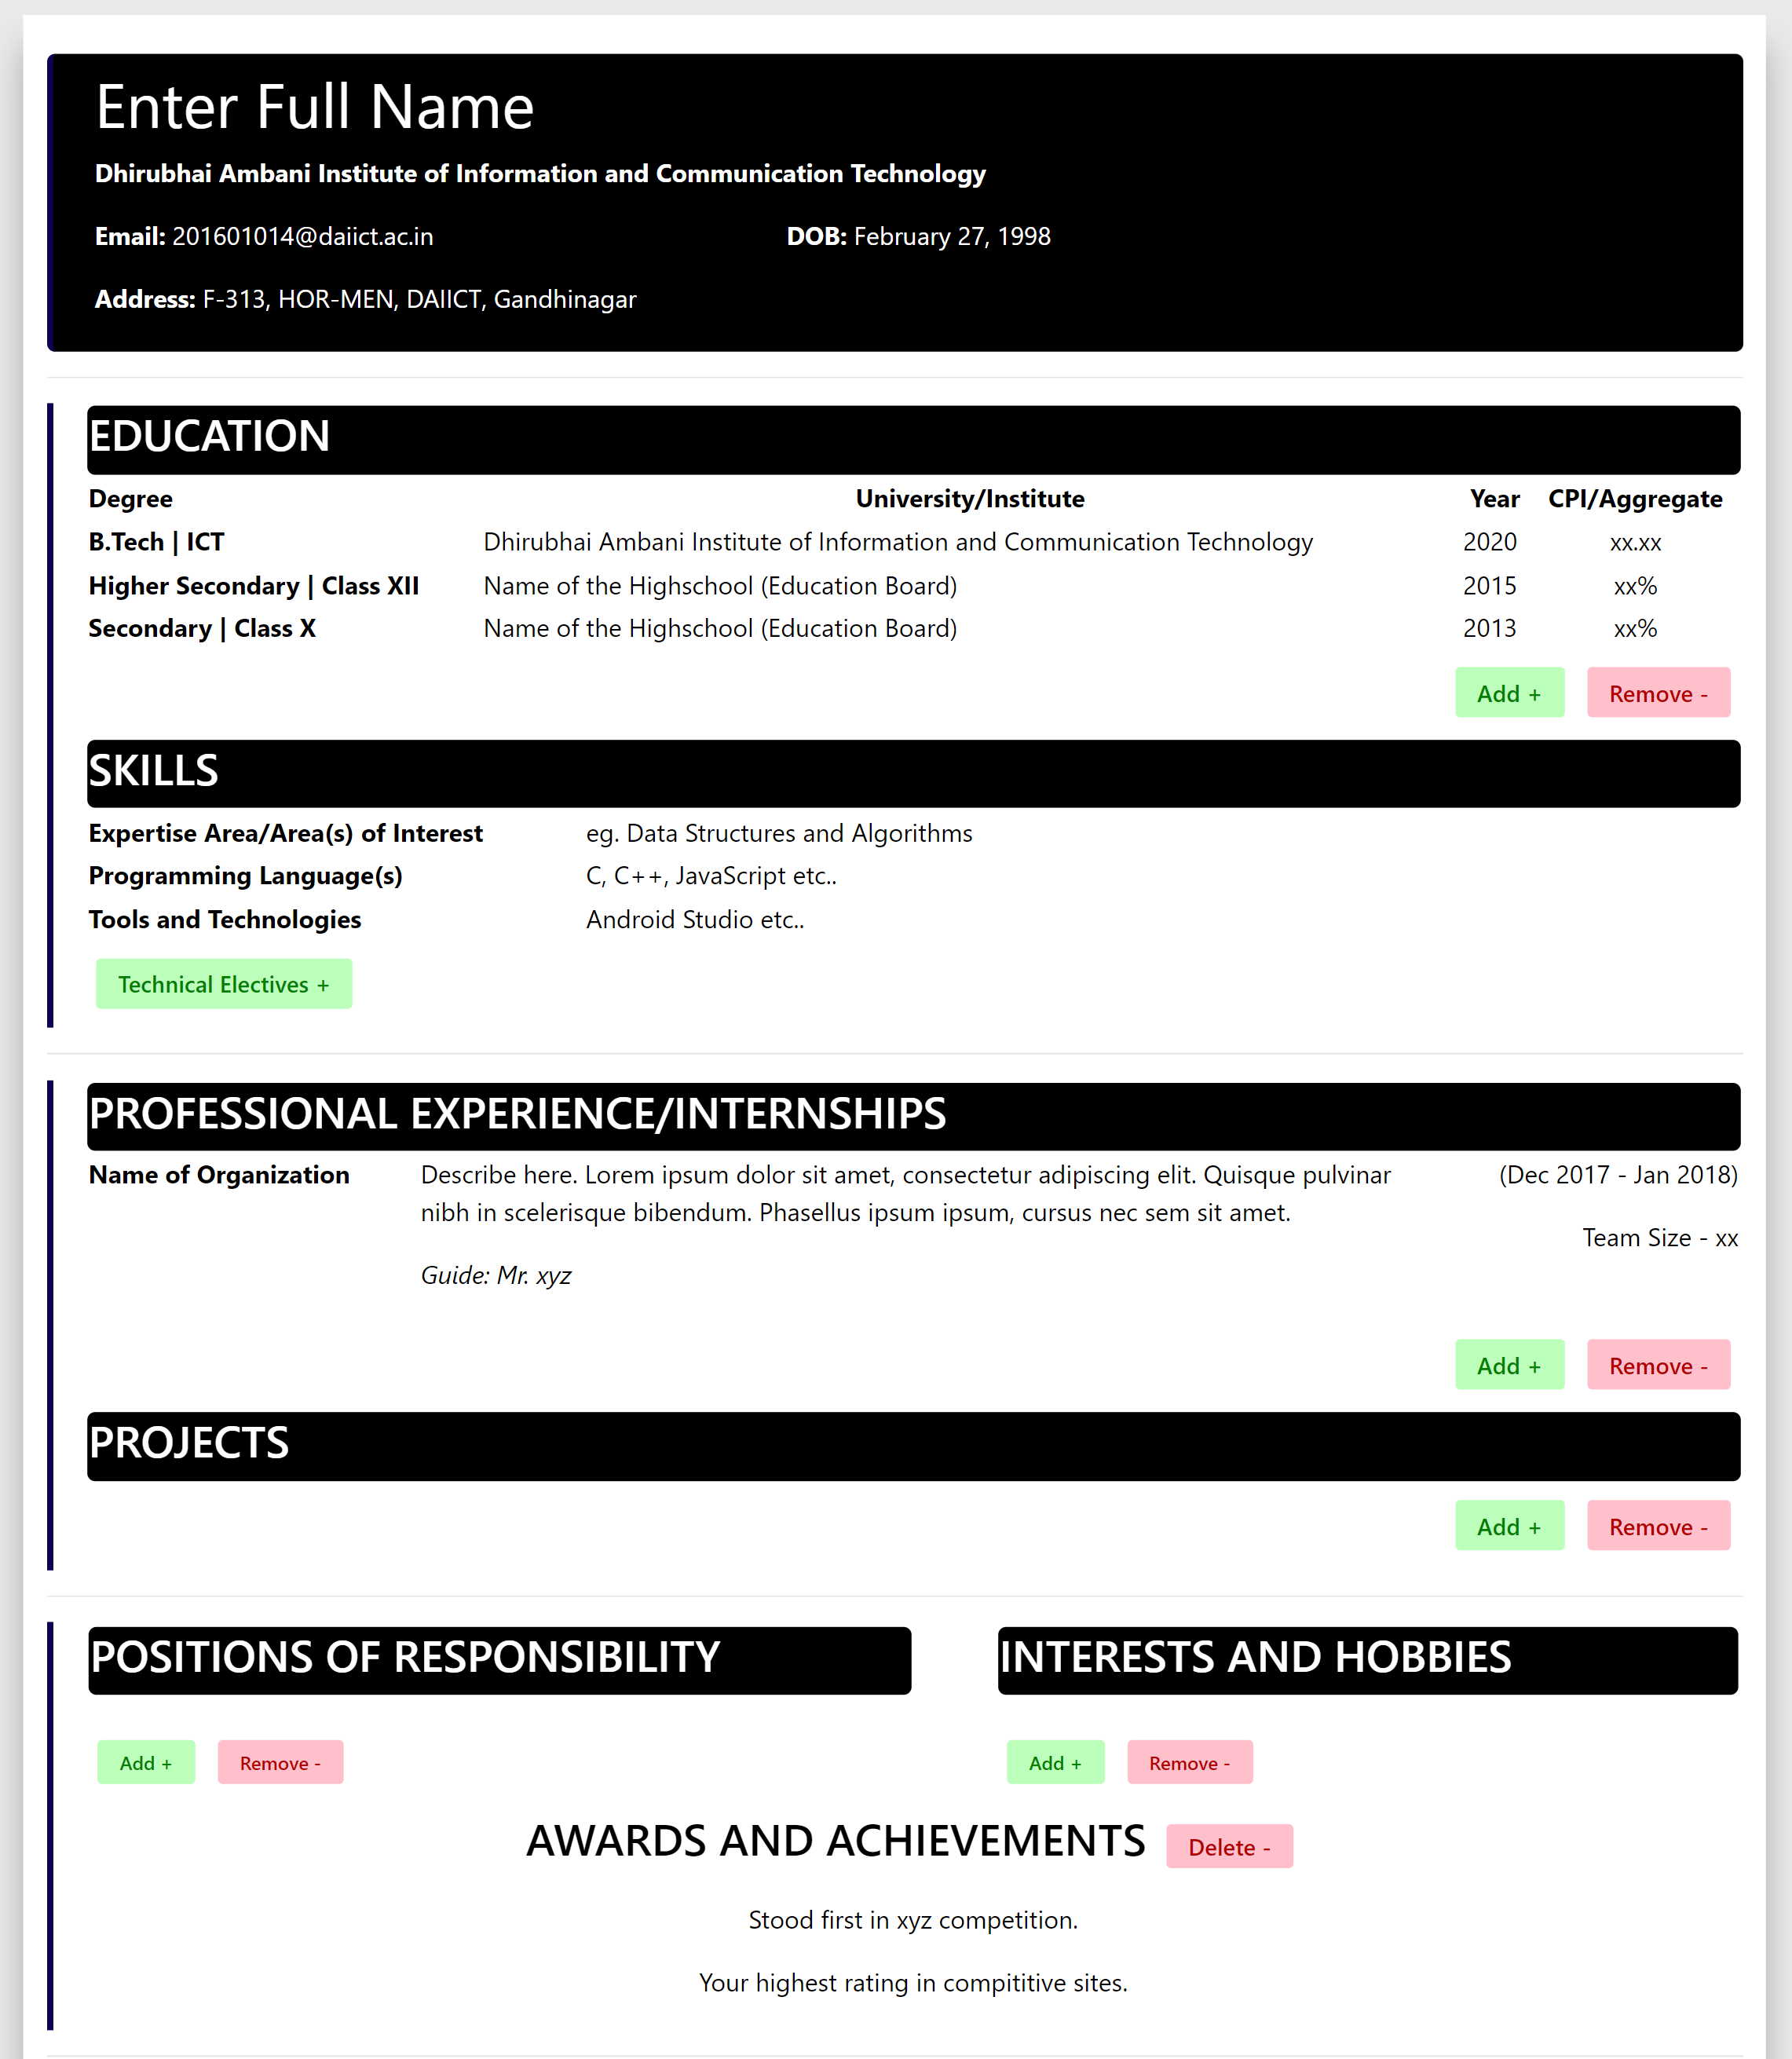 Enter Full Name
Dhirubhai Ambani Institute of Information and Communication Technology
Email: 201601014@daiict.ac.in DOB: February 27, 1998
Address: F-313, HOR-MEN, DAIICT, Gandhinagar
EDUCATION
Degree University/Institute Year CPI/Aggregate
B.Tech | ICT Dhirubhai Ambani Institute of Information and Communication Technology 2020 xx.xx
Higher Secondary | Class XII Name of the Highschool (Education Board) 2015 xx%
Secondary | Class X Name of the Highschool (Education Board) 2013 xx%
Add + Remove -
SKILLS
Expertise Area/Area(s) of Interest eg. Data Structures and Algorithms
Programming Language(s) C, C++, JavaScript etc..
Tools and Technologies Android Studio etc..
Technical Electives +
PROFESSIONAL EXPERIENCE/INTERNSHIPS
Name of Organization Describe here. Lorem ipsum dolor sit amet, consectetur adipiscing elit. Quisque pulvinar (Dec 2017 - Jan 2018)
nibh in scelerisque bibendum. Phasellus ipsum ipsum, cursus nec sem sit amet.
Team Size - xx
Guide: Mr. xyz
Add + Remove -
PROJECTS
Add + Remove -
POSITIONS OF RESPONSIBILITY INTERESTS AND HOBBIES
Add + Remove - Add + Remove -
AWARDS AND ACHIEVEMENTS Delete -
Stood first in xyz competition.
Your highest rating in compititive sites.